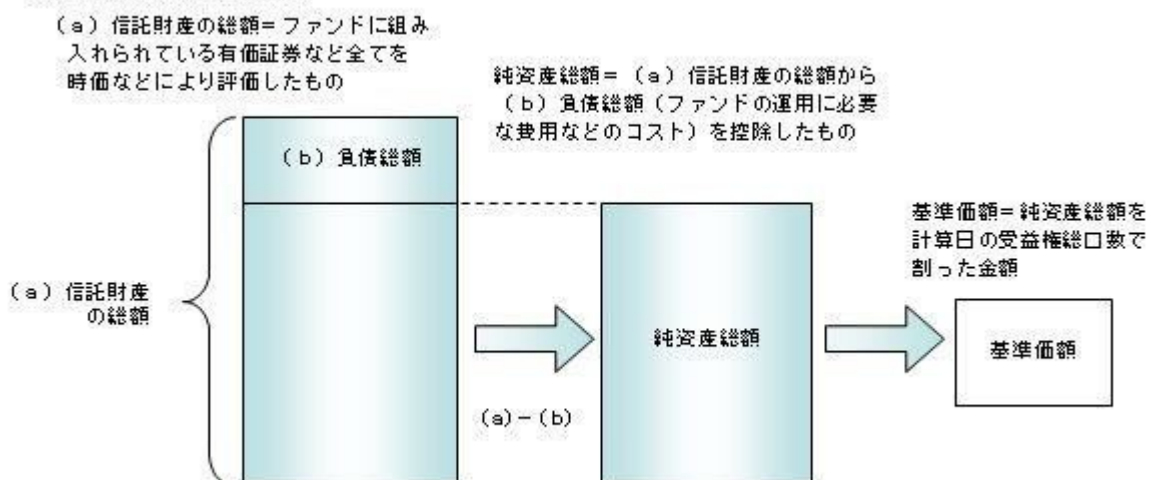 (a)信託財産の総額=ファンドに組み
入れられている有価証券など全てを
時価などにより評価したもの
純資産総額=(a)信託財産の総額から
(b)負債総額(ファンドの運用に必要
な費用などのコスト)を控除したもの
(b)負債総額
基準価額=純資産総額を
計算日の受益権総口数で
割った金額
(a)信託財産
の総額
純資産総額
基準価額
(a)-(b)